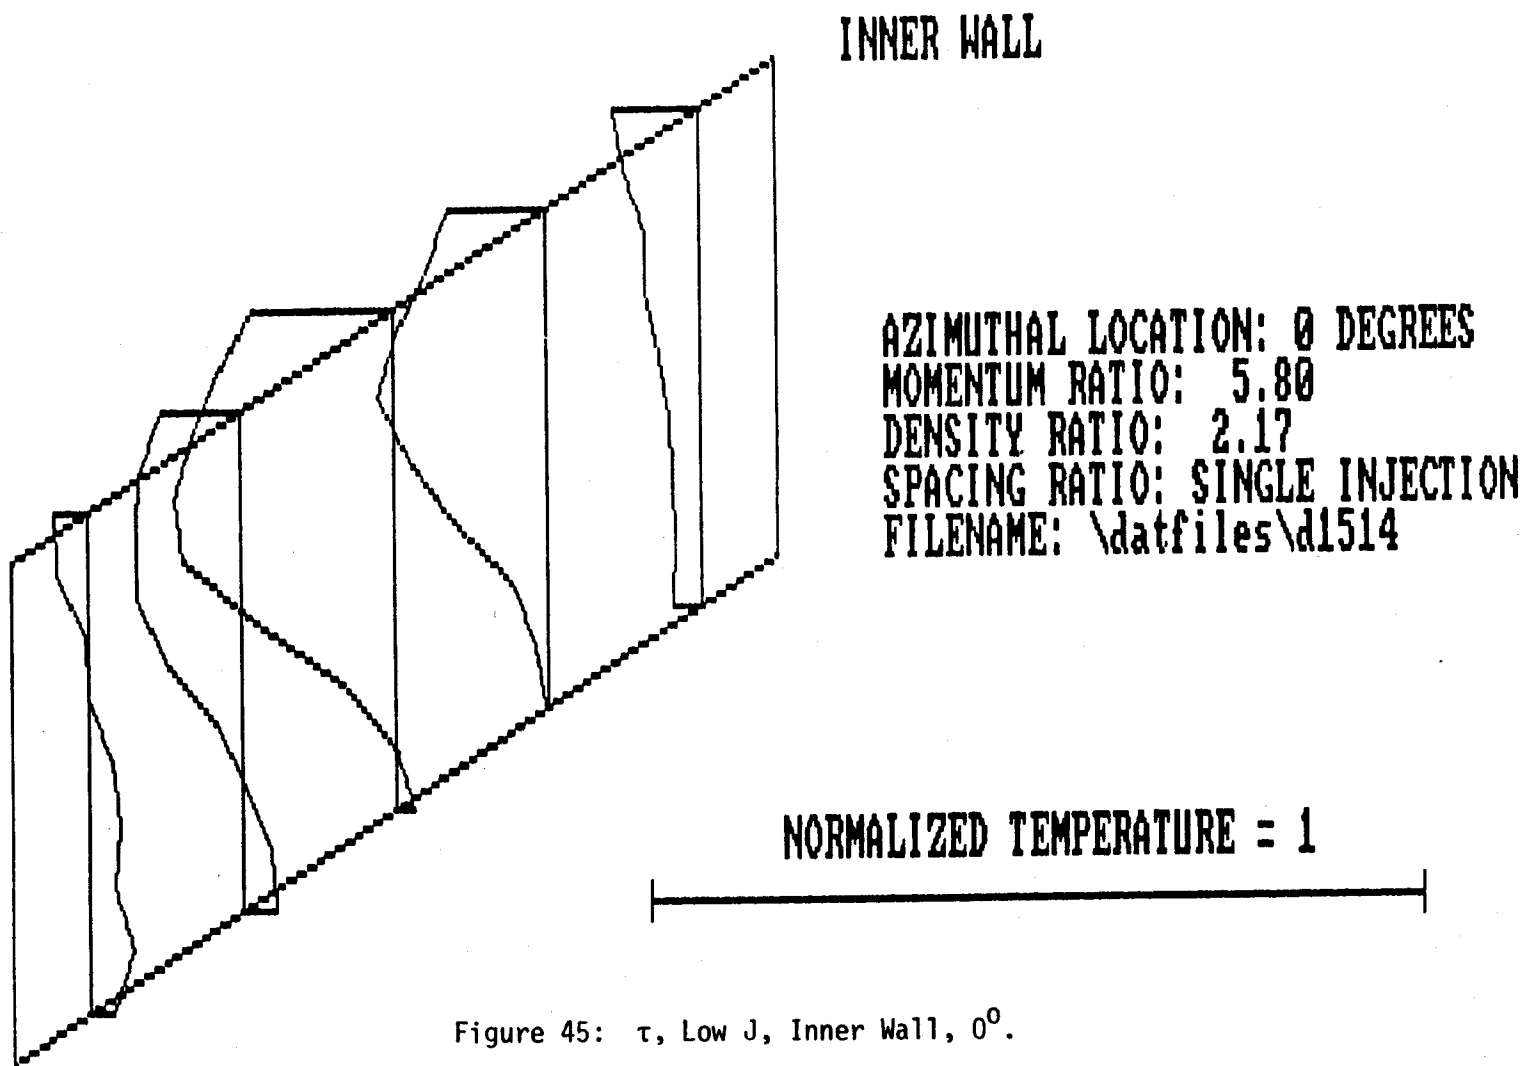 INNER WALL
AZIMUTHAL LOCATION: 0 DEGREES
MOMENTUM RATIO: 5.80
DENSITY RATIO: 2.17
SPACING RATIO: SINGLE INJECTION
FILENAME: \datfiles\d1514
NORMALIZED TEMPERATURE = 1
Figure 45: τ, Low J, Inner Wall, 0⁰.